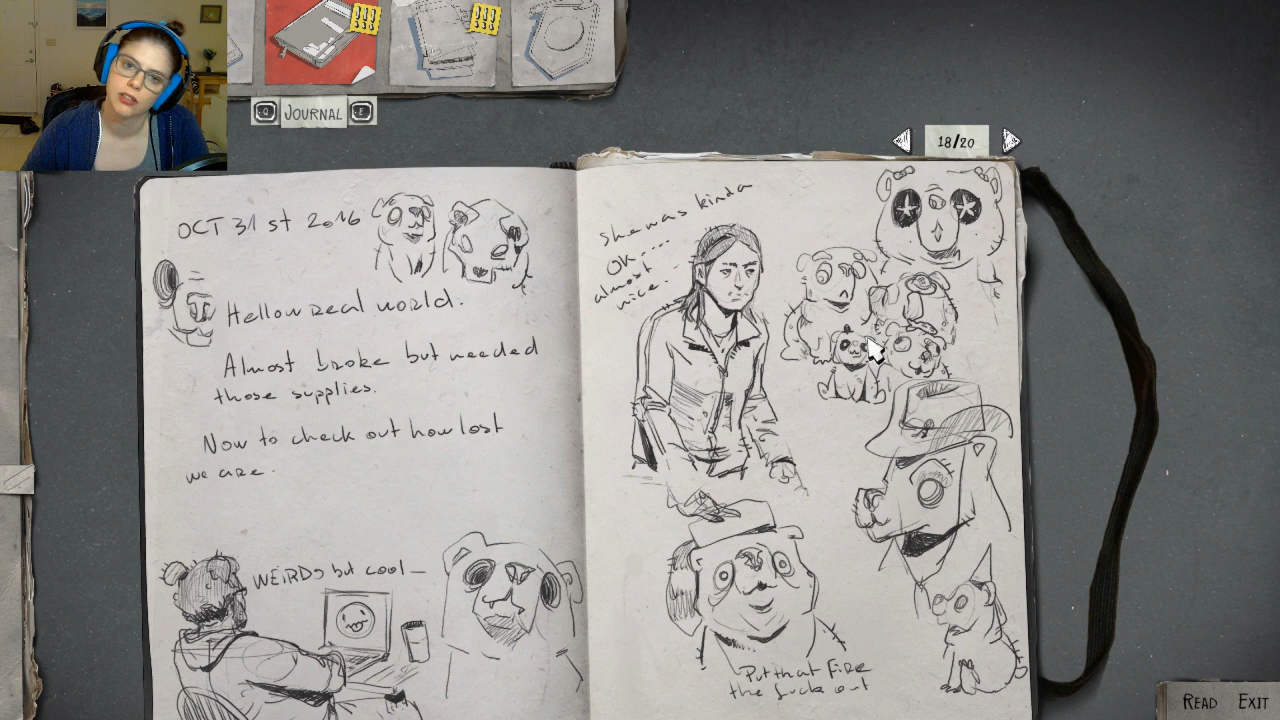 Q
JOURNAL
E
18/20
OCT 31 st 2016
Hellow real world.
Almost broke but needed
those supplies.
Now to check out how lost
we are.
WEIRDS but cool—
She was kinda
OK....
almost
nice.
Put that fire
the fuck out
READ
EXIT